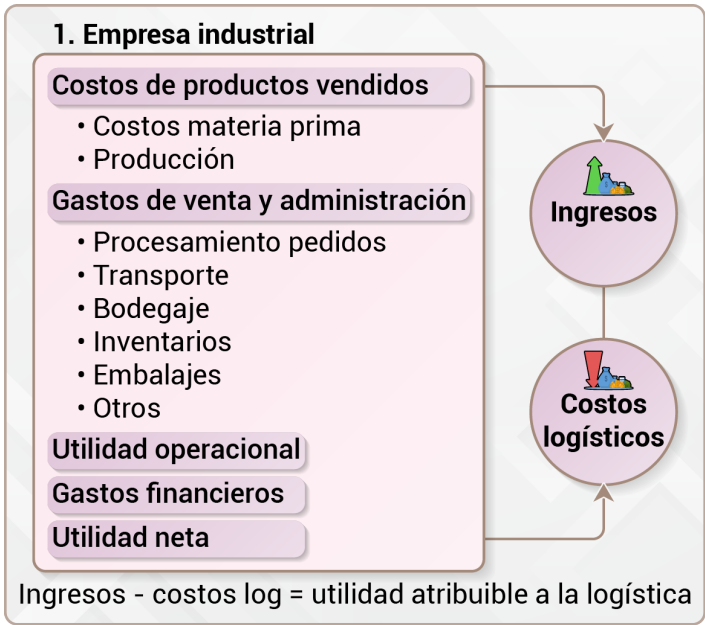 1. Empresa industrial
Costos de productos vendidos
• Costos materia prima
• Producción
Gastos de venta y administración
• Procesamiento pedidos
• Transporte
• Bodegaje
• Inventarios
• Embalajes
• Otros
Utilidad operacional
Gastos financieros
Utilidad neta
Ingresos
Costos
logísticos
Ingresos - costos log = utilidad atribuible a la logística